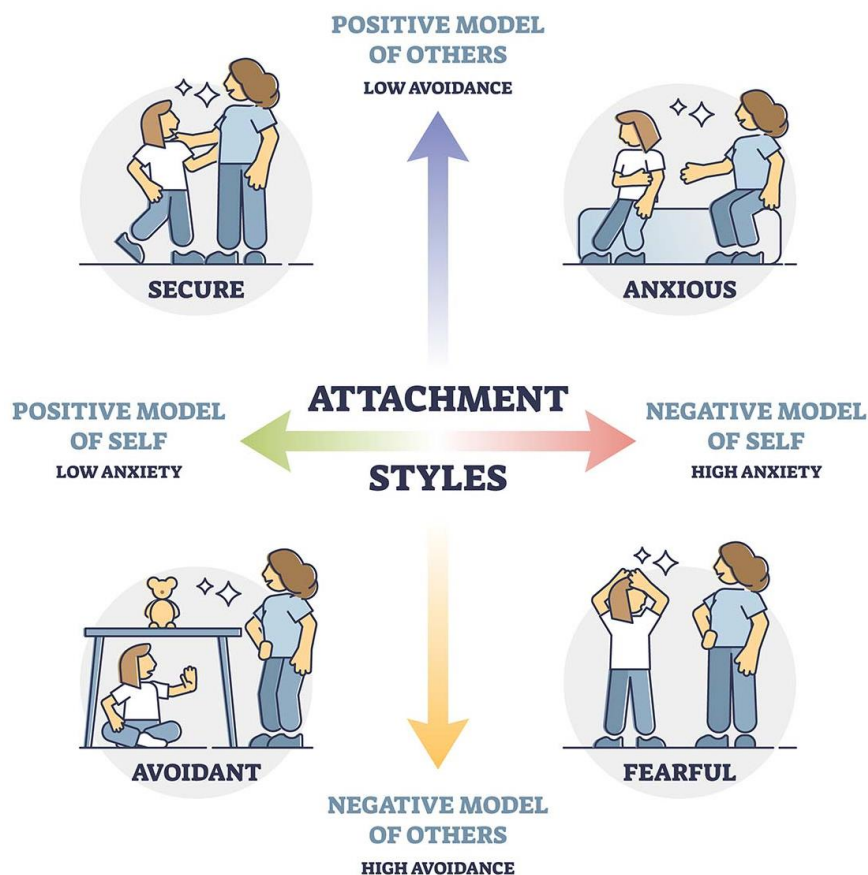 POSITIVE MODEL
OF OTHERS
LOW AVOIDANCE
SECURE
ANXIOUS
POSITIVE MODEL
OF SELF
LOW ANXIETY
ATTACHMENT
STYLES
NEGATIVE MODEL
OF SELF
HIGH ANXIETY
AVOIDANT
FEARFUL
NEGATIVE MODEL
OF OTHERS
HIGH AVOIDANCE